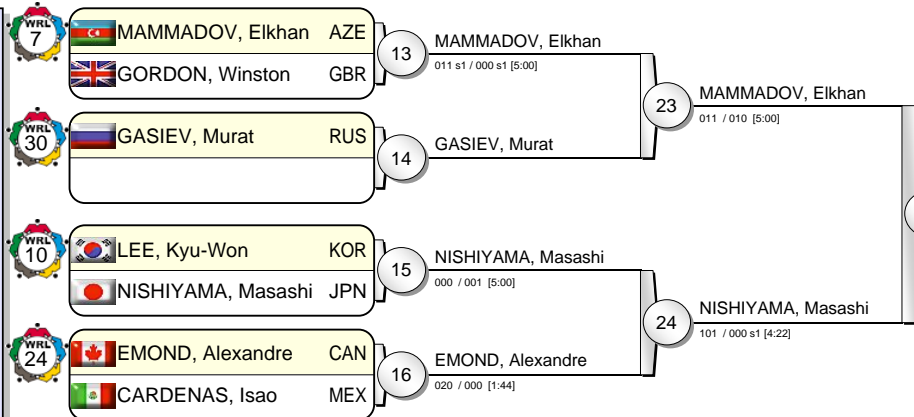 WRL
7
MAMMADOV, Elkhan AZE
GORDON, Winston GBR
13
MAMMADOV, Elkhan
011 s1 / 000 s1 [5:00]
23
MAMMADOV, Elkhan
011 / 010 [5:00]
WRL
30
GASIEV, Murat RUS
14
GASIEV, Murat
WRL
10
LEE, Kyu-Won KOR
NISHIYAMA, Masashi JPN
15
NISHIYAMA, Masashi
000 / 001 [5:00]
24
NISHIYAMA, Masashi
101 / 000 s1 [4:22]
WRL
24
EMOND, Alexandre CAN
CARDENAS, Isao MEX
16
EMOND, Alexandre
020 / 000 [1:44]